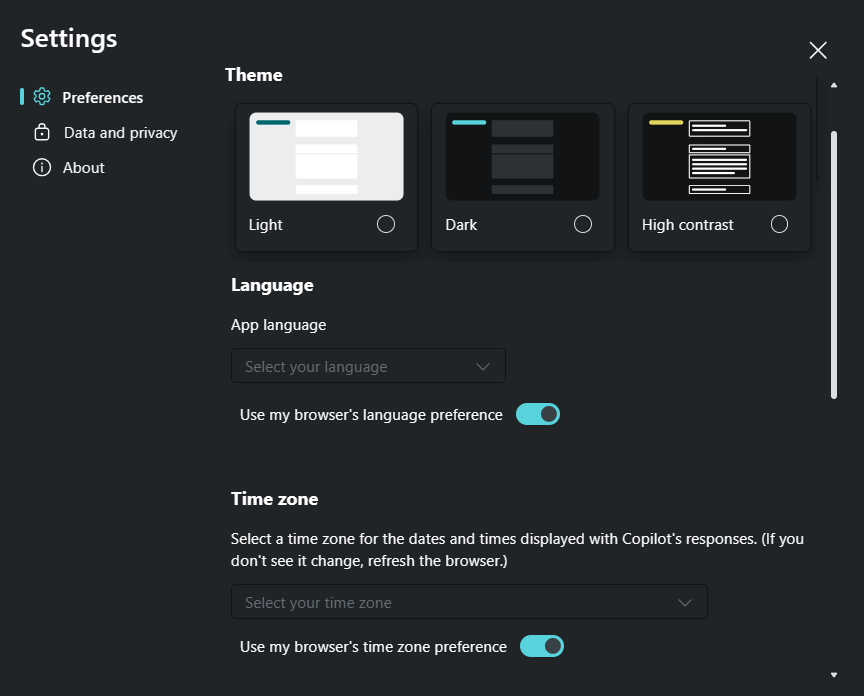 Settings
Preferences
Data and privacy
About
Theme
Light
Dark
High contrast
Language
App language
Select your language
Use my browser's language preference
Time zone
Select a time zone for the dates and times displayed with Copilot's responses. (If you
don't see it change, refresh the browser.)
Select your time zone
Use my browser's time zone preference